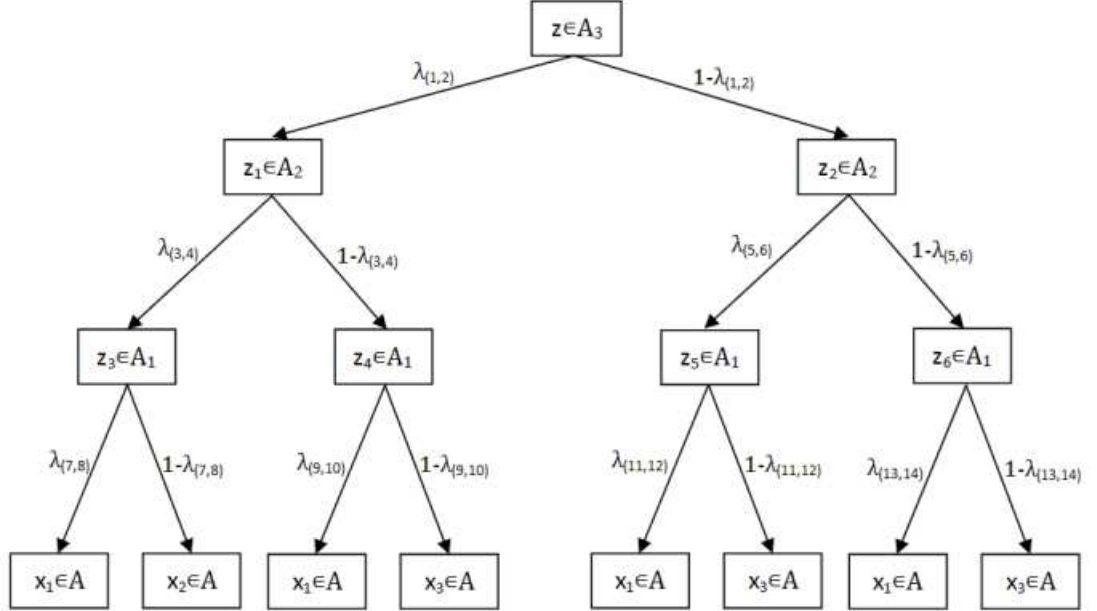 z∈A₃
λ₍₁,₂₎ 1-λ₍₁,₂₎
z₁∈A₂ z₂∈A₂
λ₍₃,₄₎ 1-λ₍₃,₄₎ λ₍₅,₆₎ 1-λ₍₅,₆₎
z₃∈A₁ z₄∈A₁ z₅∈A₁ z₆∈A₁
λ₍₇,₈₎ 1-λ₍₇,₈₎ λ₍₉,₁₀₎ 1-λ₍₉,₁₀₎ λ₍₁₁,₁₂₎ 1-λ₍₁₁,₁₂₎ λ₍₁₃,₁₄₎ 1-λ₍₁₃,₁₄₎
x₁∈A x₂∈A x₁∈A x₃∈A x₁∈A x₃∈A x₁∈A x₃∈A